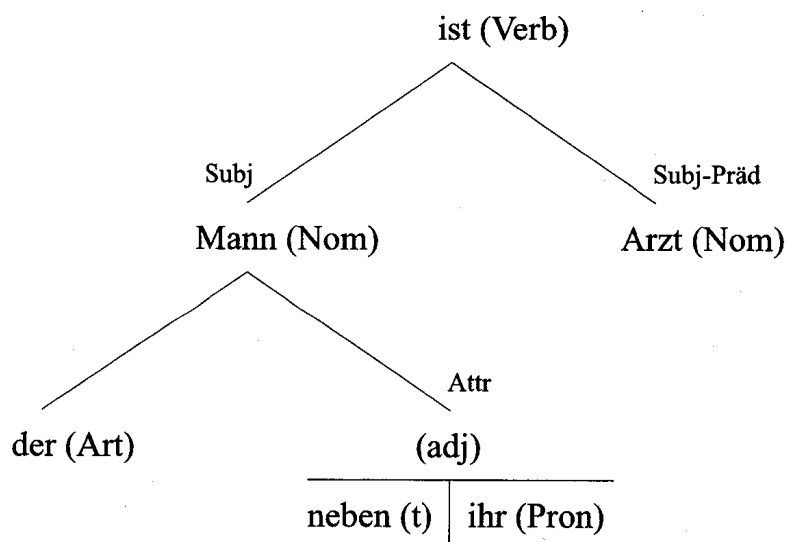 ist (Verb)
Subj
Subj-Präd
Mann (Nom)
Arzt (Nom)
Attr
der (Art)
(adj)
neben (t)
ihr (Pron)